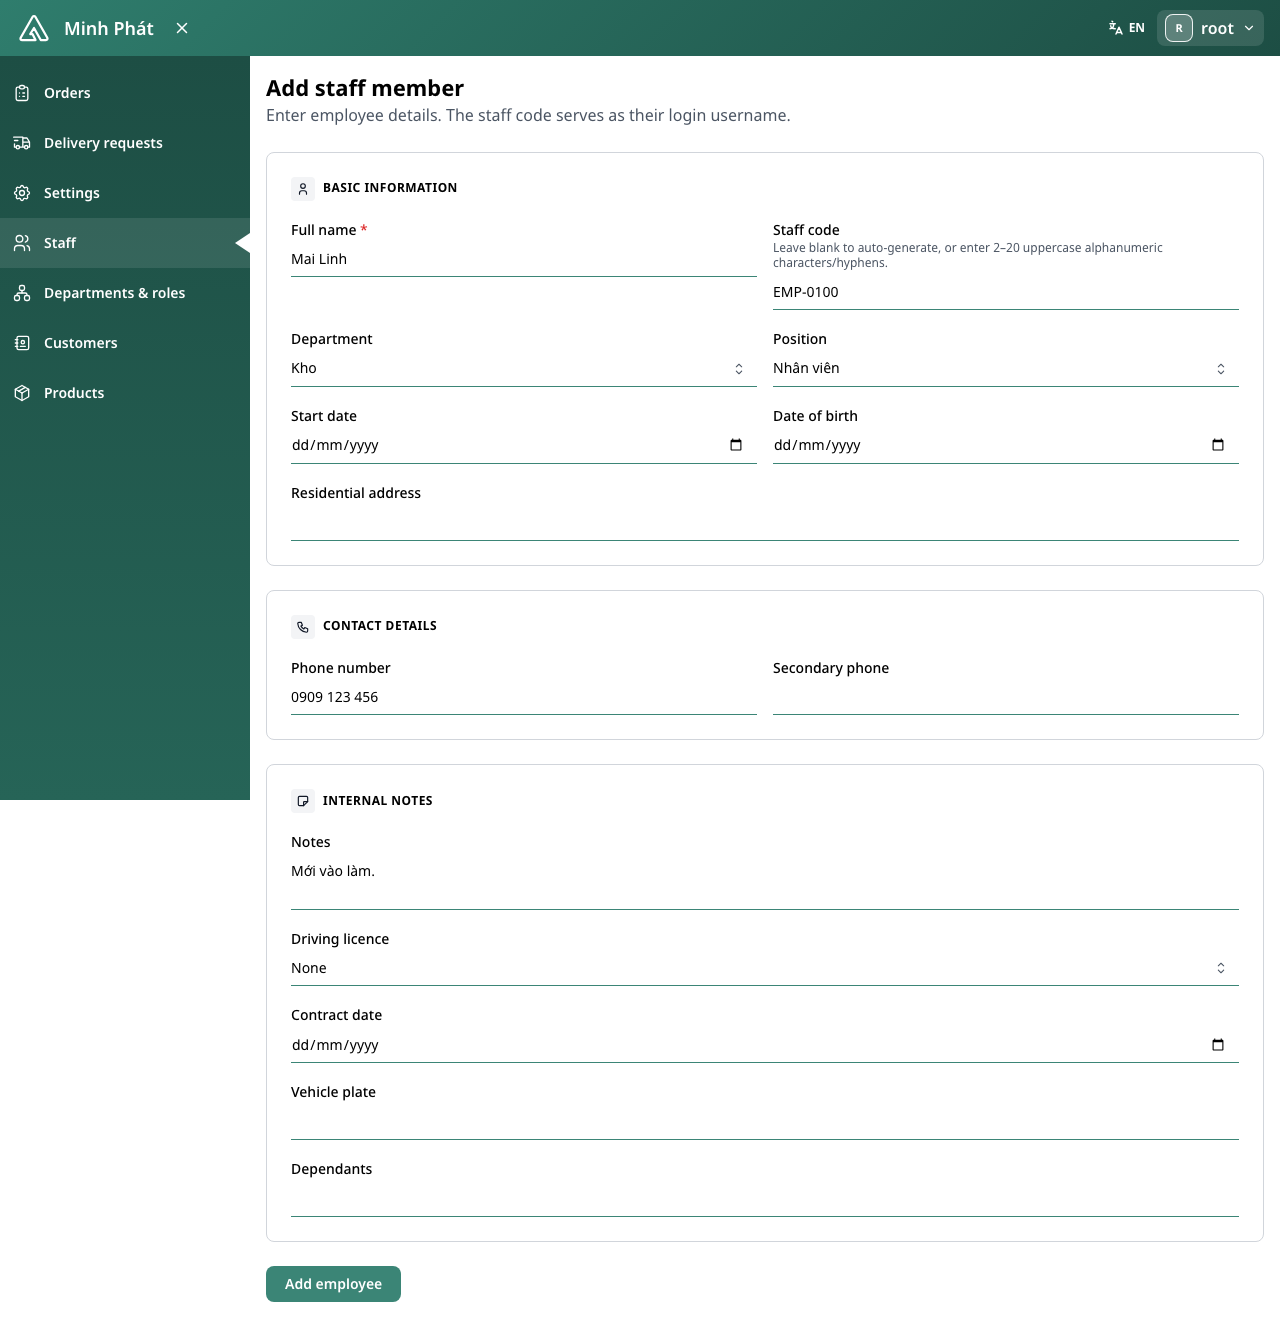 Minh Phát
EN
R
root
Orders
Delivery requests
Settings
Staff
Departments & roles
Customers
Products
Add staff member
Enter employee details. The staff code serves as their login username.
BASIC INFORMATION
Full name *
Mai Linh
Staff code
Leave blank to auto-generate, or enter 2–20 uppercase alphanumeric
characters/hyphens.
EMP-0100
Department
Kho
Position
Nhân viên
Start date
dd/mm/yyyy
Date of birth
dd/mm/yyyy
Residential address
CONTACT DETAILS
Phone number
0909 123 456
Secondary phone
INTERNAL NOTES
Notes
Mới vào làm.
Driving licence
None
Contract date
dd/mm/yyyy
Vehicle plate
Dependants
Add employee